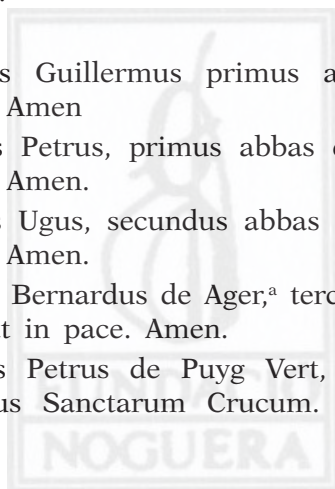 s Guillermus primus a
Amen
s Petrus, primus abbas
Amen.
s Ugus, secundus abbas
Amen.
Bernardus de Ager,ᵃ terc
t in pace. Amen.
s Petrus de Puyg Vert,
us Sanctarum Crucum.
NOGUERA